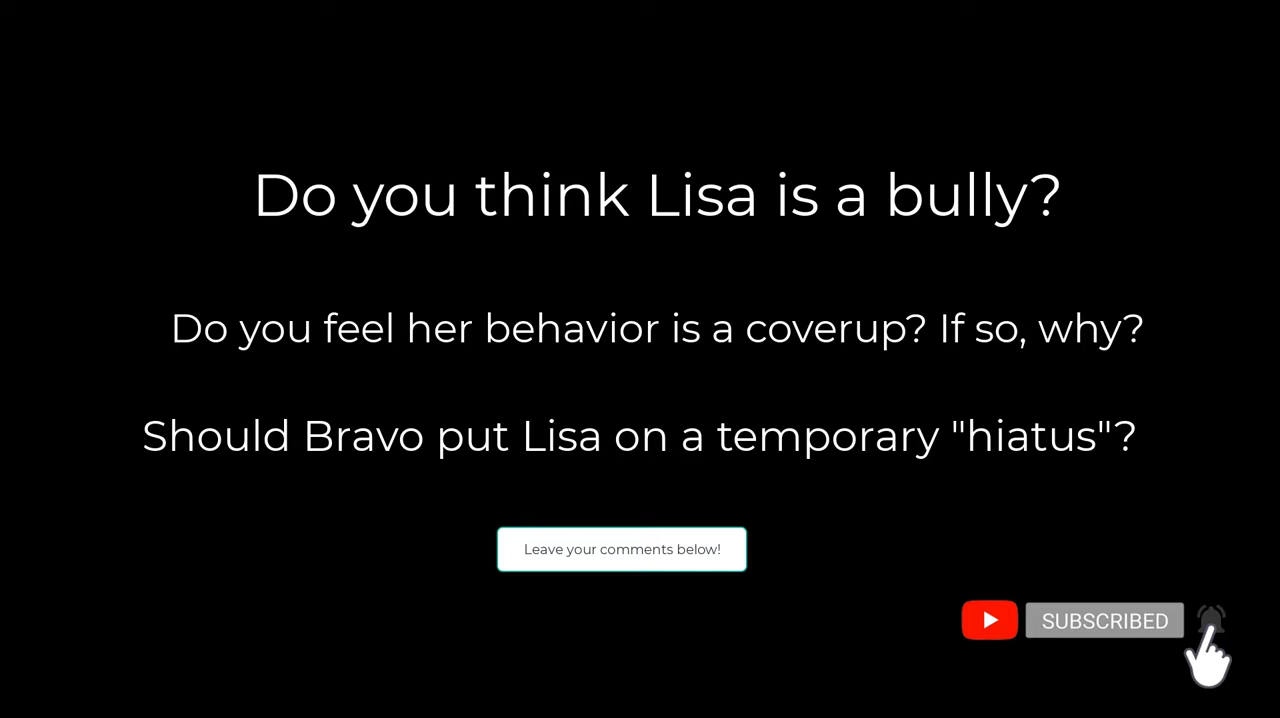 Do you think Lisa is a bully?
Do you feel her behavior is a coverup? If so, why?
Should Bravo put Lisa on a temporary "hiatus"?
Leave your comments below!
SUBSCRIBED